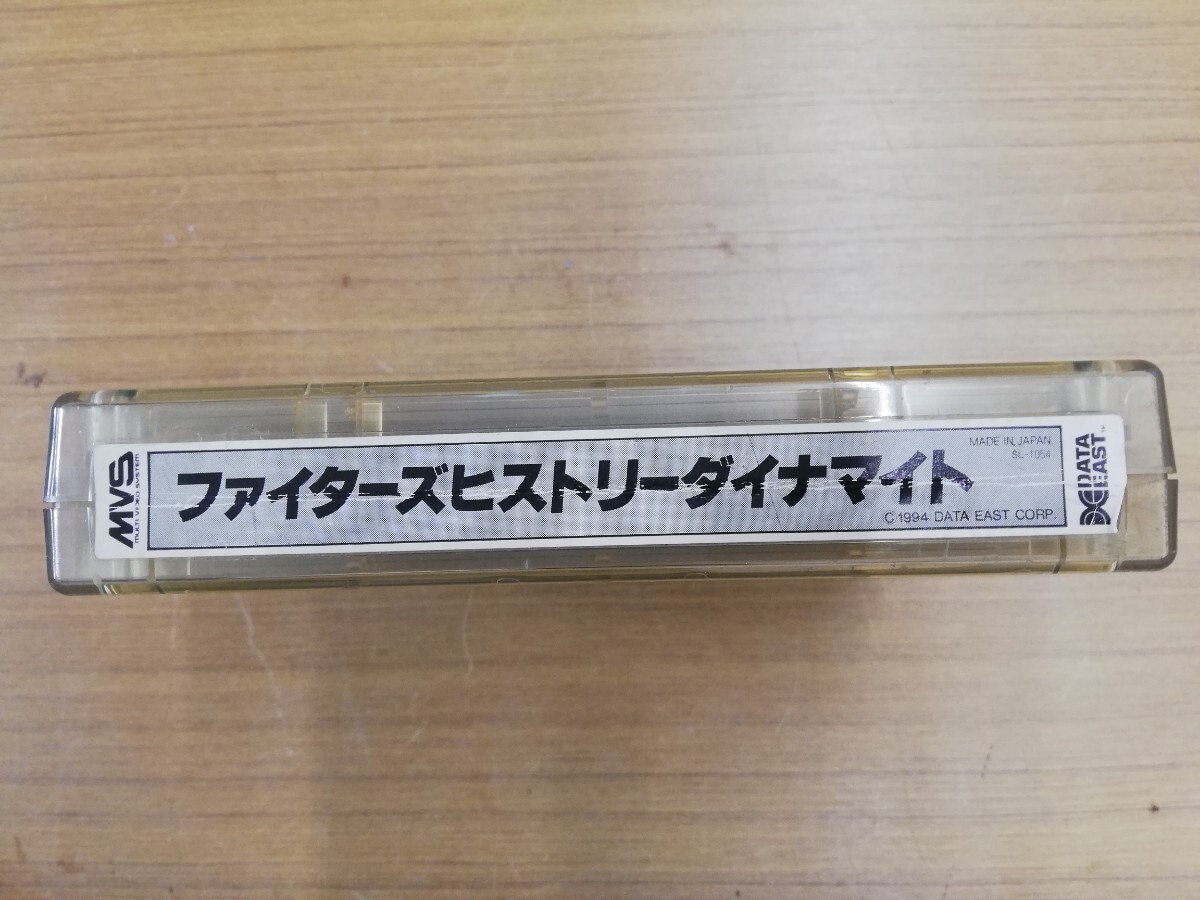 MVS
MULTI VIDEO SYSTEM
ファイターズヒストリーダイナマイト
MADE IN JAPAN
SL-1054
© 1994 DATA EAST CORP.
DATA
EAST